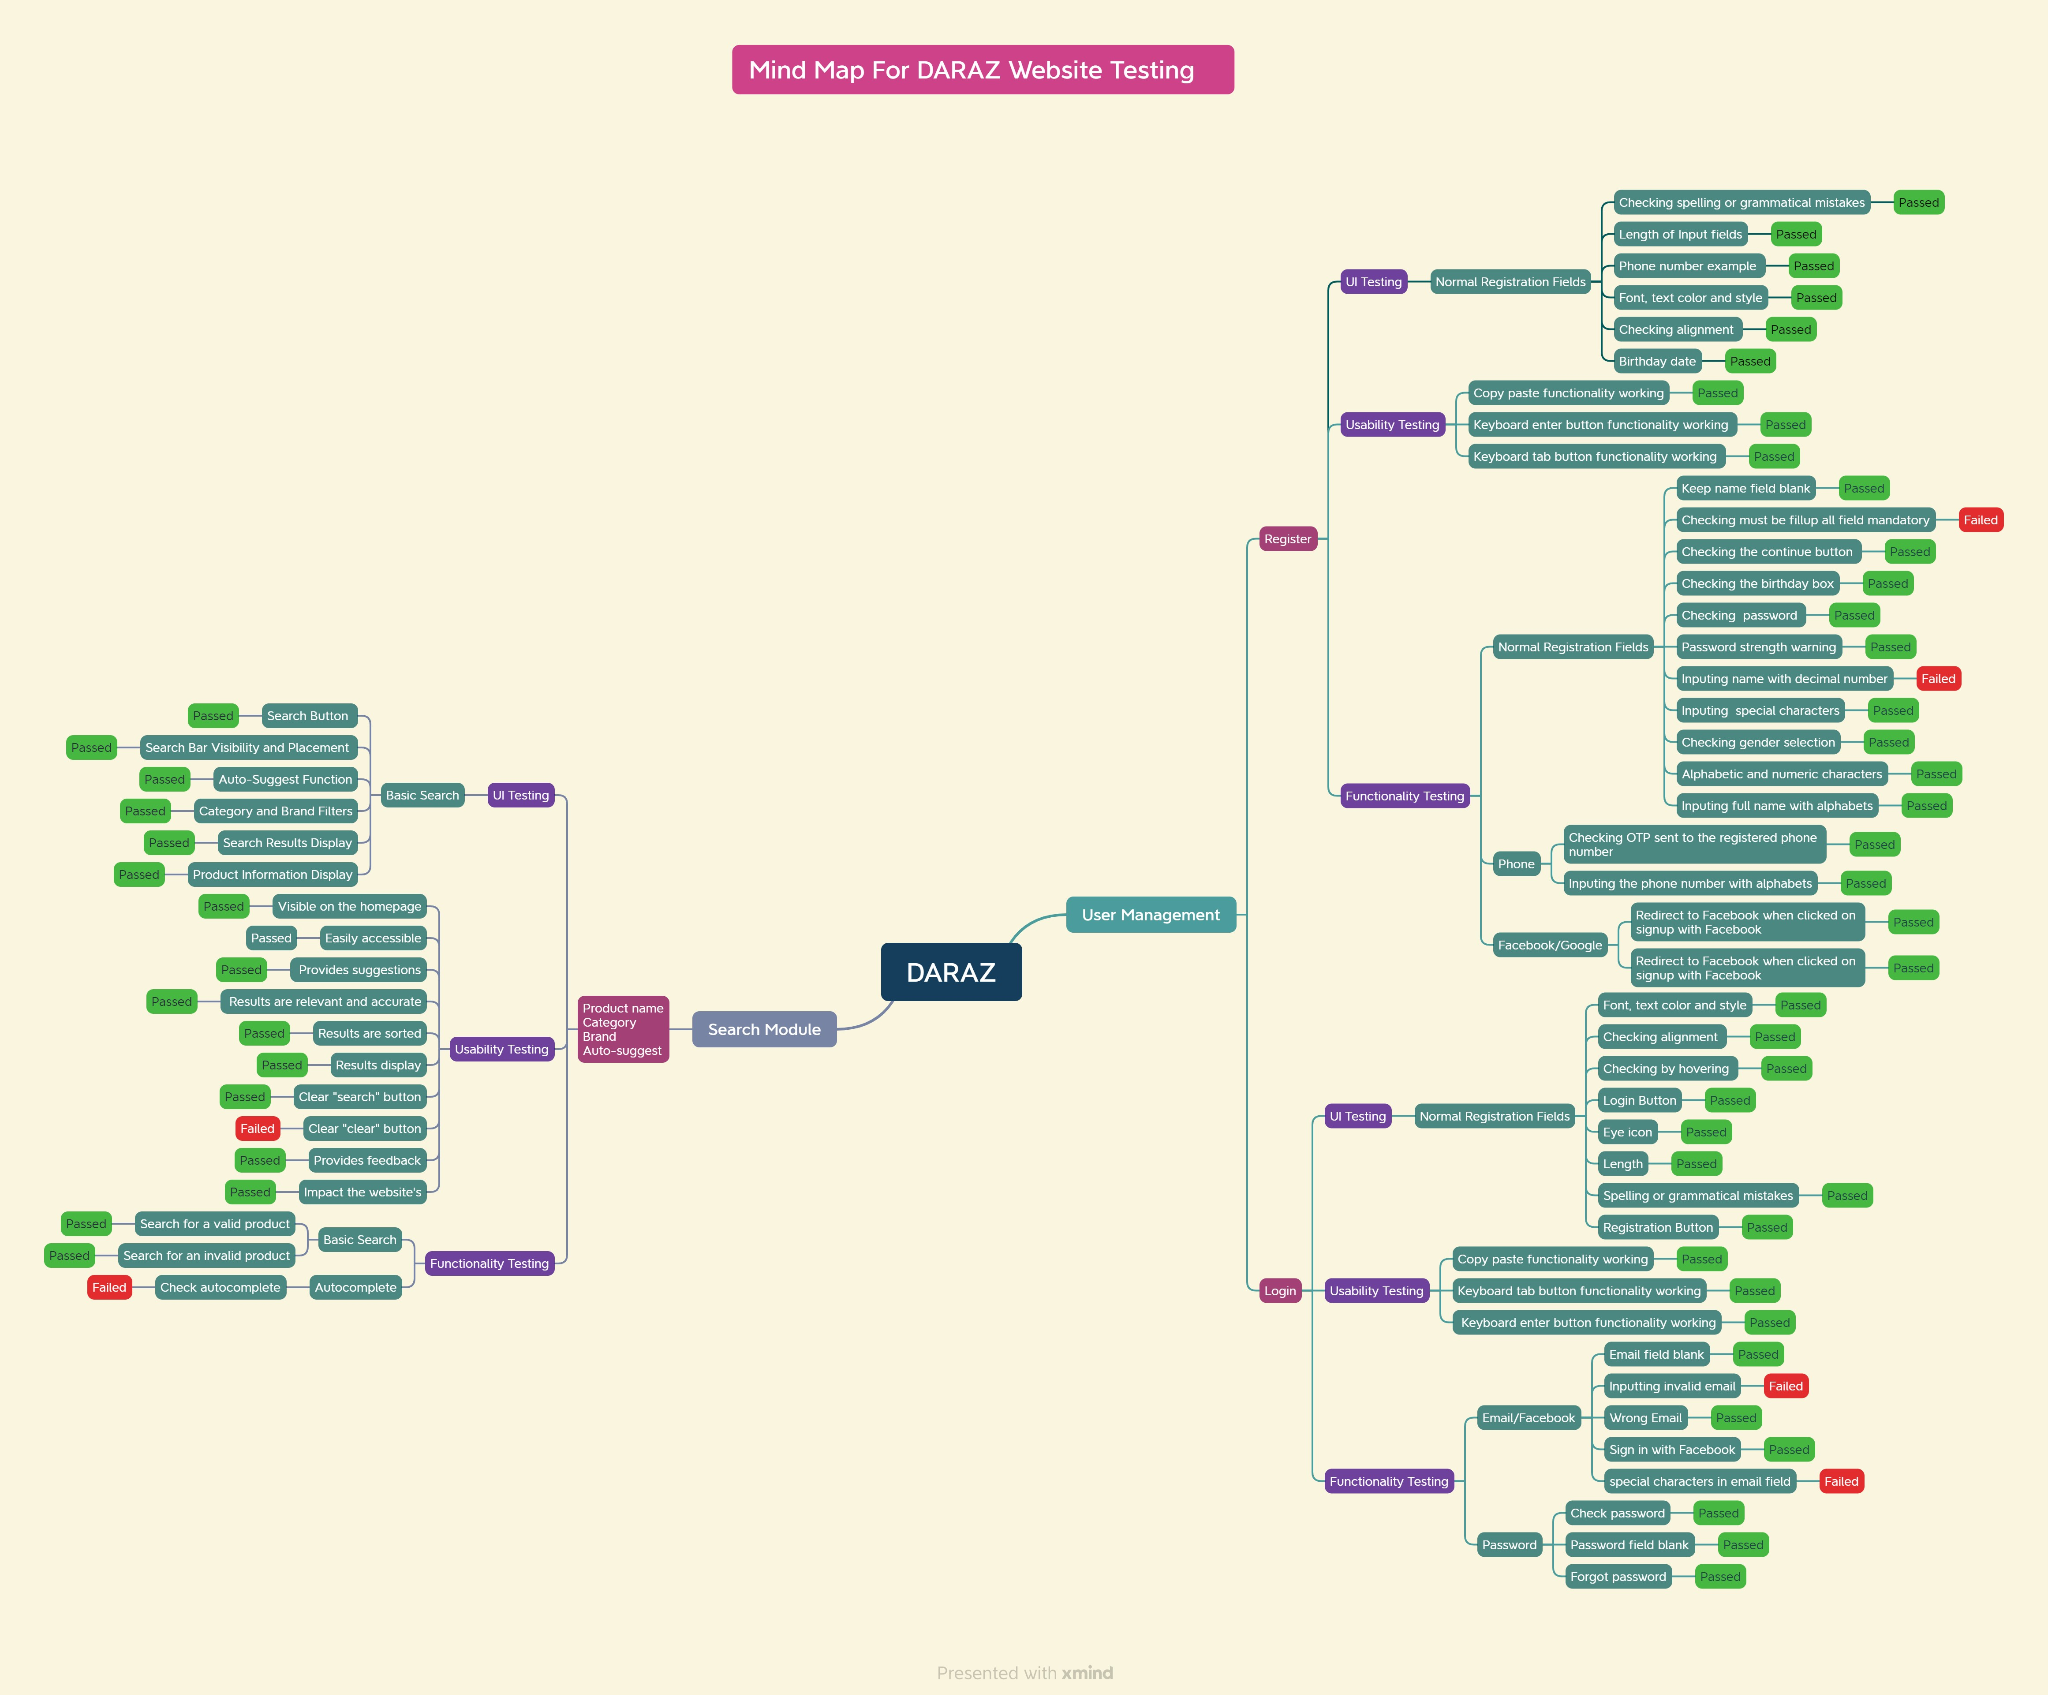 Mind Map For DARAZ Website Testing
DARAZ
User Management
Register
UI Testing
Normal Registration Fields
Checking spelling or grammatical mistakes
Passed
Length of Input fields
Passed
Phone number example
Passed
Font, text color and style
Passed
Checking alignment
Passed
Birthday date
Passed
Usability Testing
Copy paste functionality working
Passed
Keyboard enter button functionality working
Passed
Keyboard tab button functionality working
Passed
Functionality Testing
Normal Registration Fields
Keep name field blank
Passed
Checking must be fillup all field mandatory
Failed
Checking the continue button
Passed
Checking the birthday box
Passed
Checking  password
Passed
Password strength warning
Passed
Inputing name with decimal number
Failed
Inputing  special characters
Passed
Checking gender selection
Passed
Alphabetic and numeric characters
Passed
Inputing full name with alphabets
Passed
Phone
Checking OTP sent to the registered phone
number
Passed
Inputing the phone number with alphabets
Passed
Facebook/Google
Redirect to Facebook when clicked on
signup with Facebook
Passed
Redirect to Facebook when clicked on
signup with Facebook
Passed
Login
UI Testing
Normal Registration Fields
Font, text color and style
Passed
Checking alignment
Passed
Checking by hovering
Passed
Login Button
Passed
Eye icon
Passed
Length
Passed
Spelling or grammatical mistakes
Passed
Registration Button
Passed
Usability Testing
Copy paste functionality working
Passed
Keyboard tab button functionality working
Passed
Keyboard enter button functionality working
Passed
Functionality Testing
Email/Facebook
Email field blank
Passed
Inputting invalid email
Failed
Wrong Email
Passed
Sign in with Facebook
Passed
special characters in email field
Failed
Password
Check password
Passed
Password field blank
Passed
Forgot password
Passed
Search Module
Product name
Category
Brand
Auto-suggest
UI Testing
Basic Search
Search Button
Passed
Search Bar Visibility and Placement
Passed
Auto-Suggest Function
Passed
Category and Brand Filters
Passed
Search Results Display
Passed
Product Information Display
Passed
Usability Testing
Visible on the homepage
Passed
Easily accessible
Passed
Provides suggestions
Passed
Results are relevant and accurate
Passed
Results are sorted
Passed
Results display
Passed
Clear "search" button
Passed
Clear "clear" button
Failed
Provides feedback
Passed
Impact the website's
Passed
Functionality Testing
Basic Search
Search for a valid product
Passed
Search for an invalid product
Passed
Autocomplete
Check autocomplete
Failed
Presented with xmind